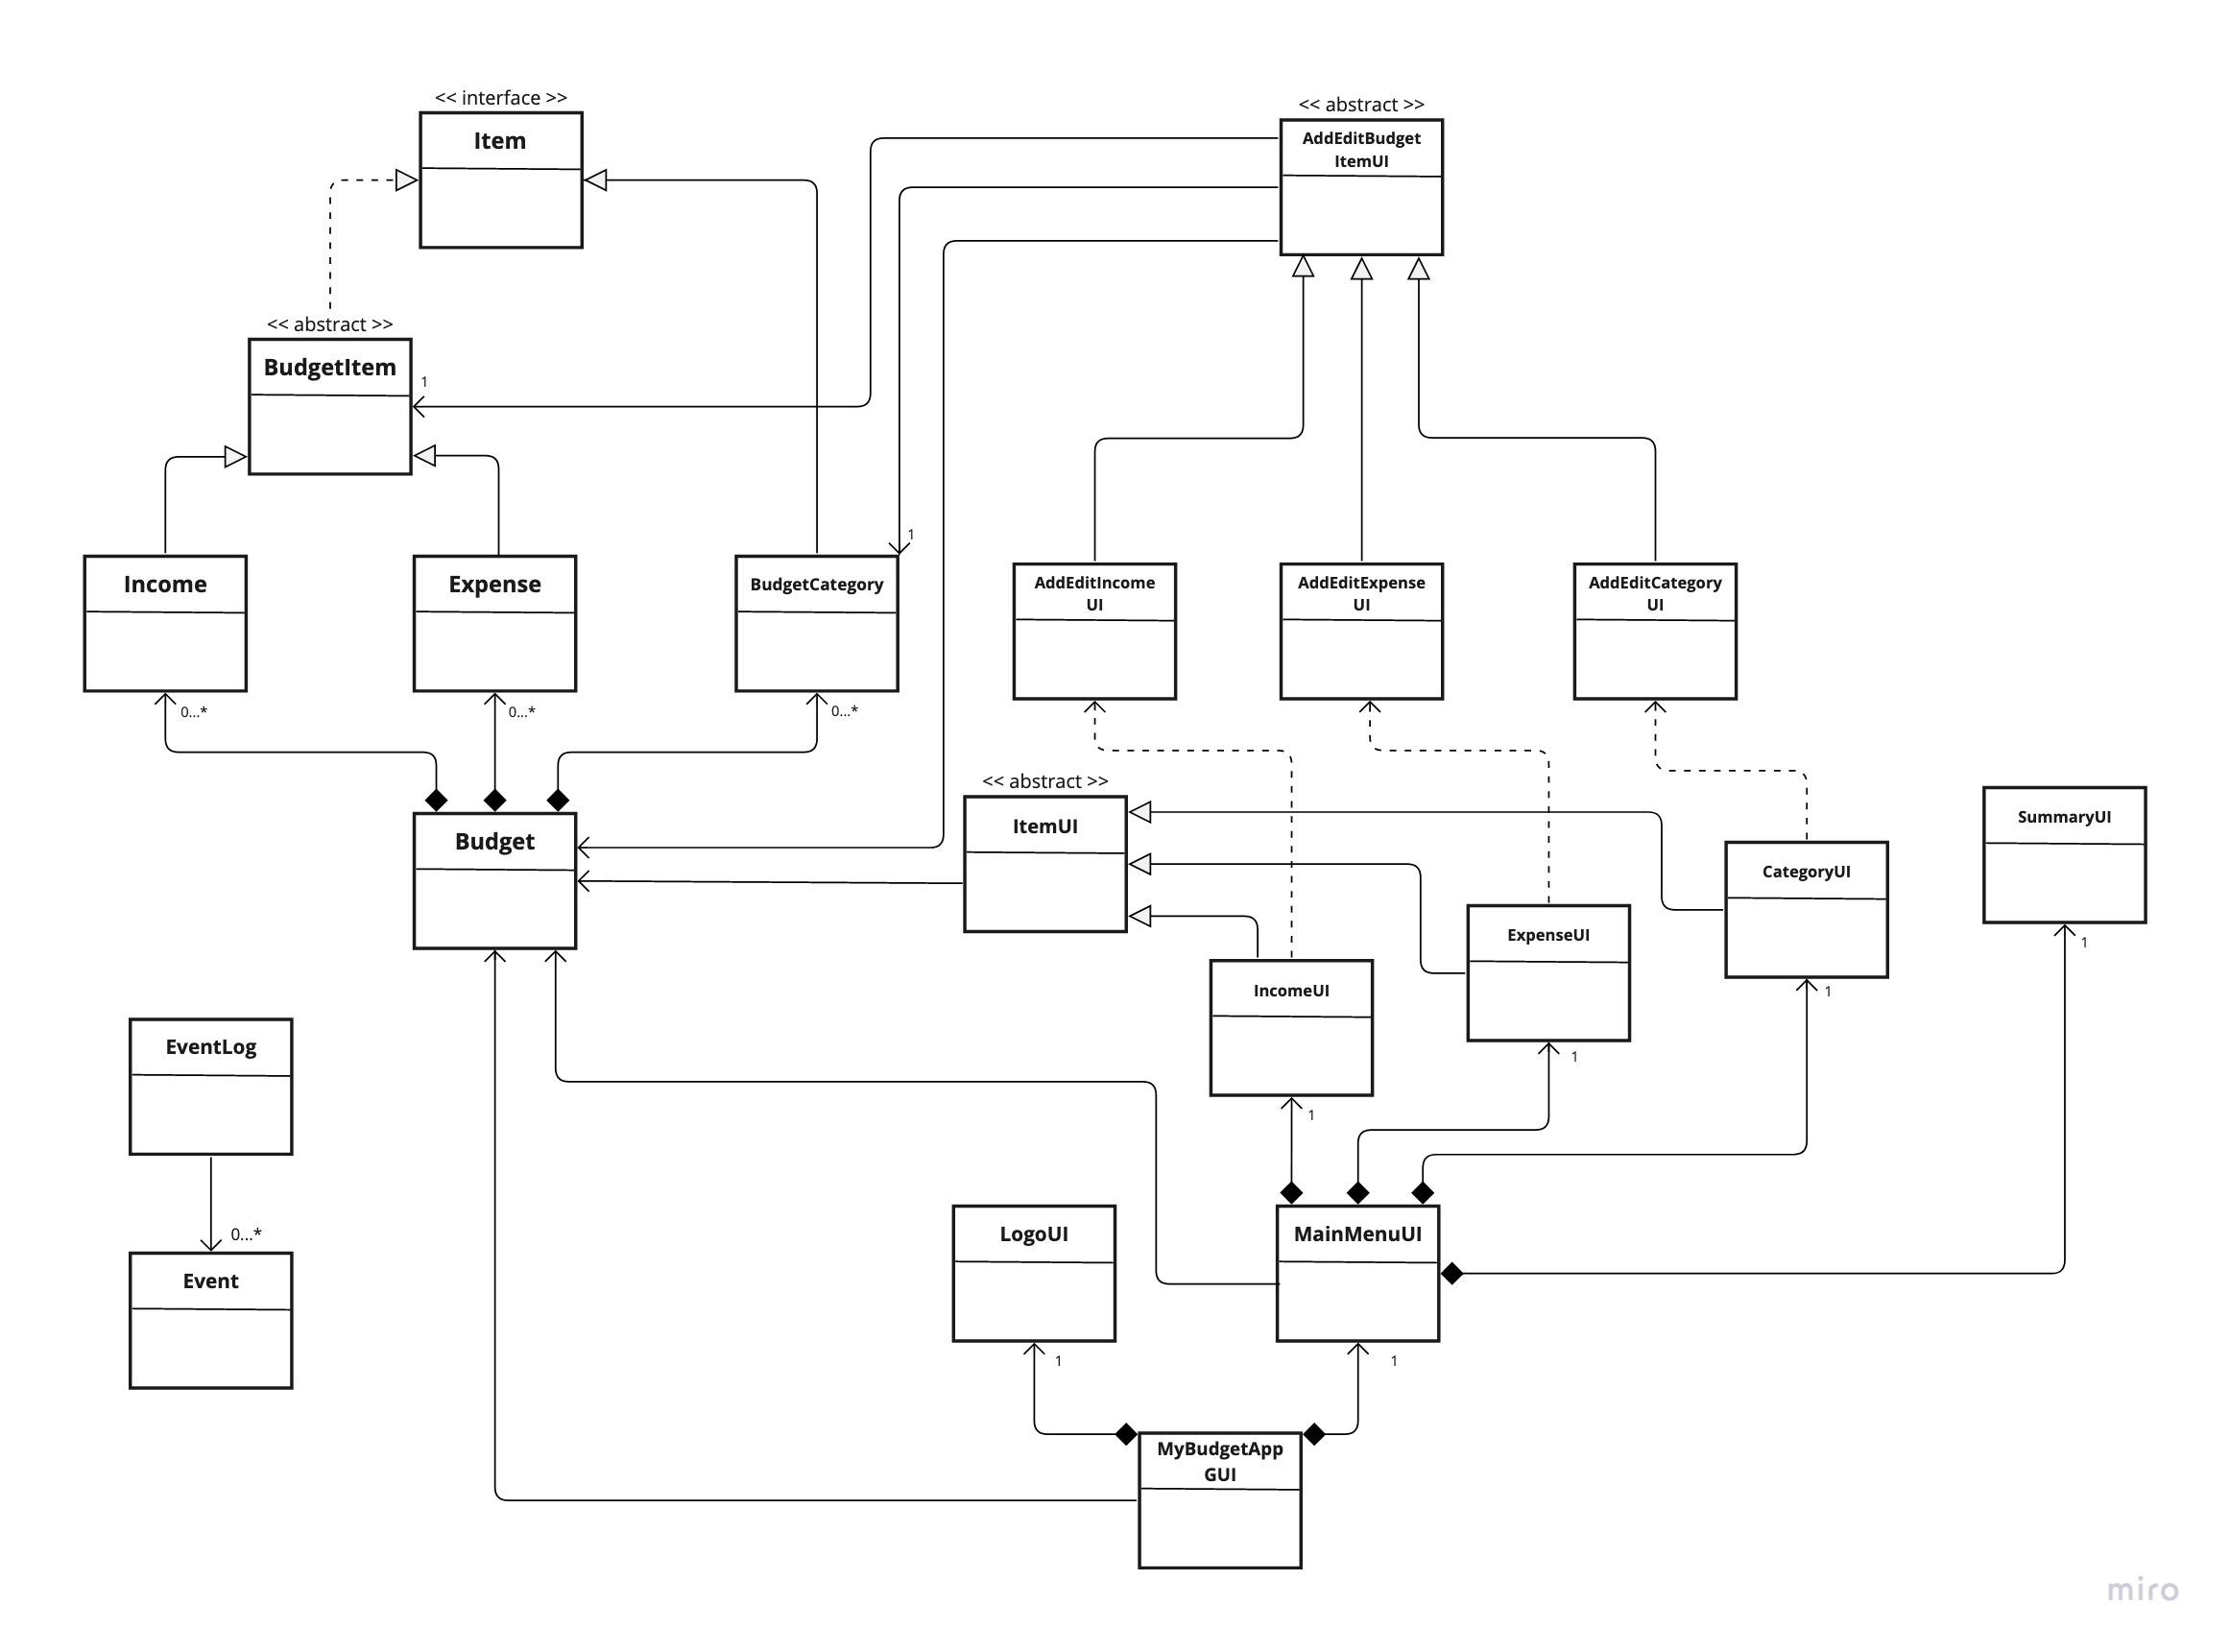 << interface >>
Item
<< abstract >>
AddEditBudget
ItemUI
<< abstract >>
BudgetItem
1
1
Income
Expense
BudgetCategory
AddEditIncome
UI
AddEditExpense
UI
AddEditCategory
UI
0...*
0...*
0...*
<< abstract >>
ItemUI
Budget
SummaryUI
CategoryUI
ExpenseUI
IncomeUI
1
1
1
1
EventLog
0...*
Event
LogoUI
MainMenuUI
1
1
MyBudgetApp
GUI
miro